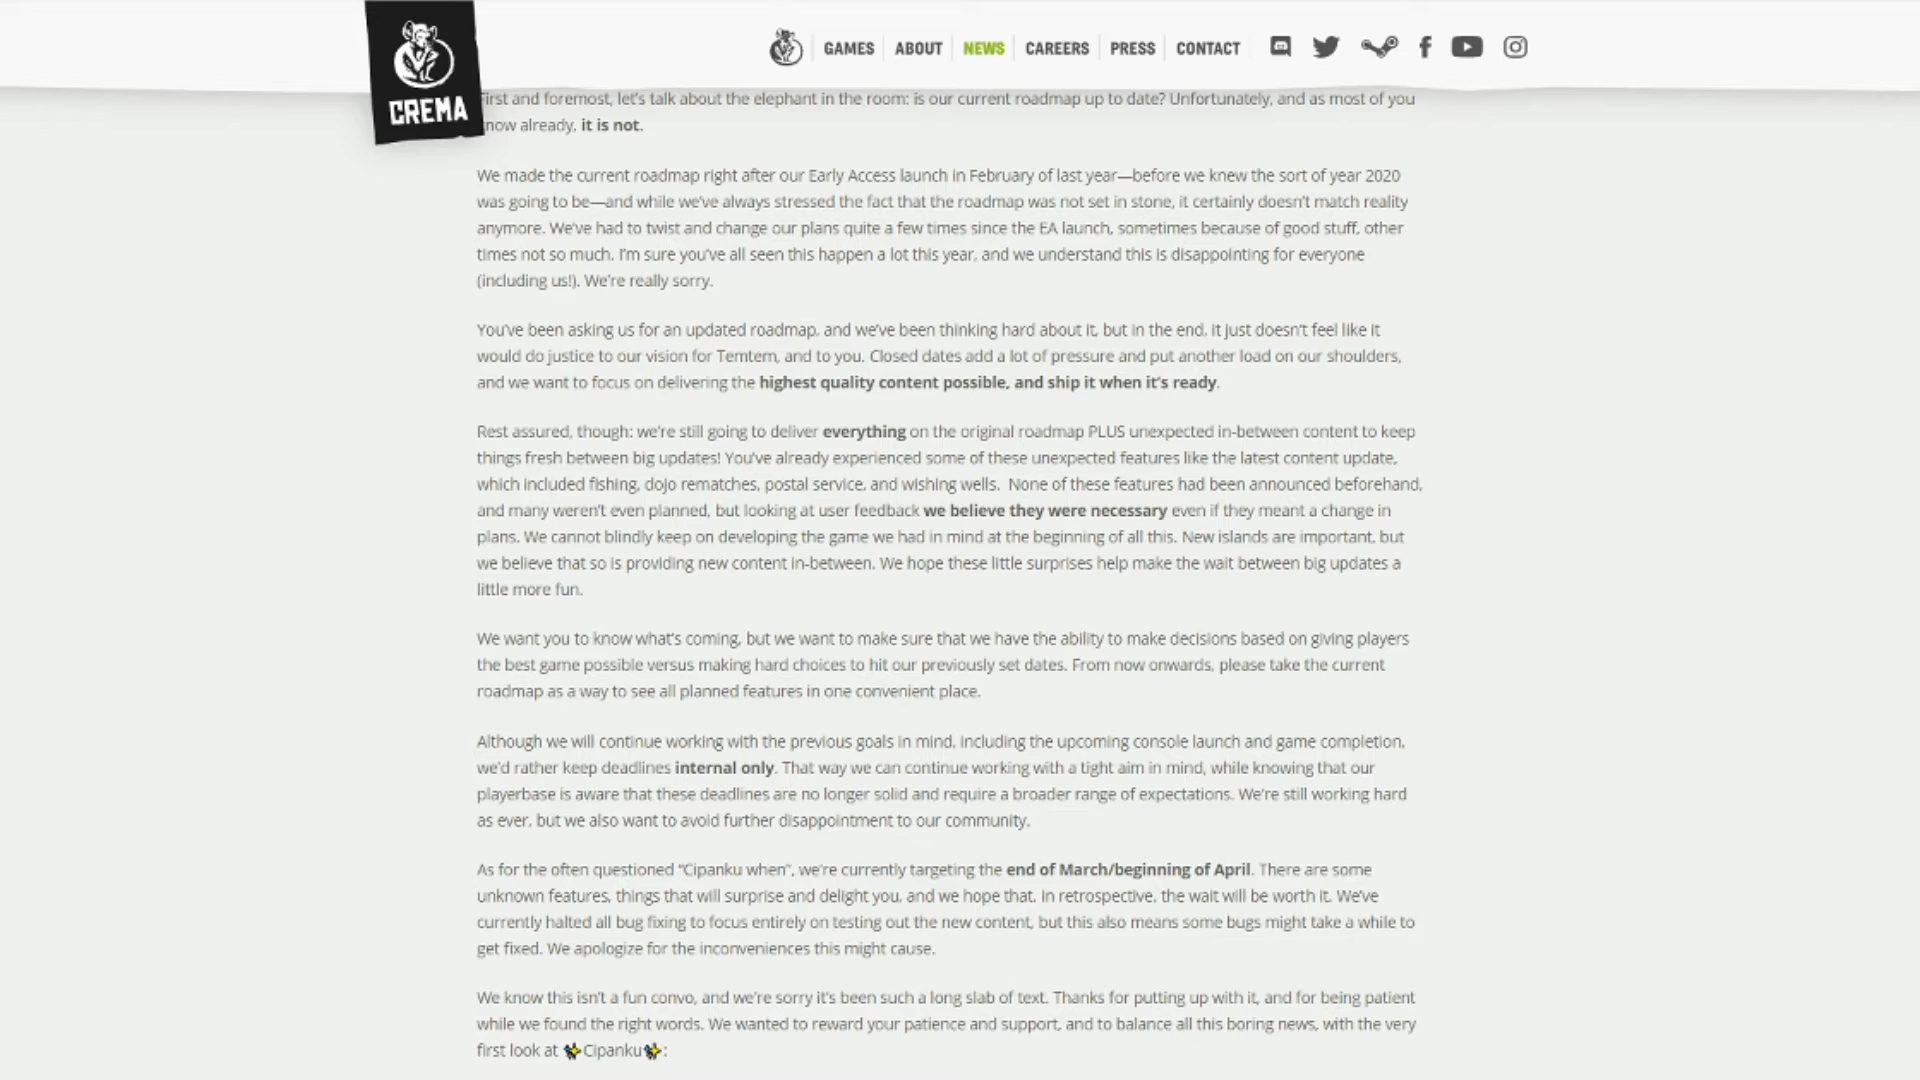 CREMA
GAMES
ABOUT
NEWS
CAREERS
PRESS
CONTACT
First and foremost, let's talk about the elephant in the room: is our current roadmap up to date? Unfortunately, and as most of you
now already, it is not.
We made the current roadmap right after our Early Access launch in February of last year—before we knew the sort of year 2020
was going to be—and while we've always stressed the fact that the roadmap was not set in stone, it certainly doesn't match reality
anymore. We've had to twist and change our plans quite a few times since the EA launch, sometimes because of good stuff, other
times not so much. I'm sure you've all seen this happen a lot this year, and we understand this is disappointing for everyone
(including us!). We're really sorry.
You've been asking us for an updated roadmap, and we've been thinking hard about it, but in the end, it just doesn't feel like it
would do justice to our vision for Temtem, and to you. Closed dates add a lot of pressure and put another load on our shoulders,
and we want to focus on delivering the highest quality content possible, and ship it when it's ready.
Rest assured, though: we're still going to deliver everything on the original roadmap PLUS unexpected in-between content to keep
things fresh between big updates! You've already experienced some of these unexpected features like the latest content update,
which included fishing, dojo rematches, postal service, and wishing wells. None of these features had been announced beforehand,
and many weren't even planned, but looking at user feedback we believe they were necessary even if they meant a change in
plans. We cannot blindly keep on developing the game we had in mind at the beginning of all this. New islands are important, but
we believe that so is providing new content in-between. We hope these little surprises help make the wait between big updates a
little more fun.
We want you to know what's coming, but we want to make sure that we have the ability to make decisions based on giving players
the best game possible versus making hard choices to hit our previously set dates. From now onwards, please take the current
roadmap as a way to see all planned features in one convenient place.
Although we will continue working with the previous goals in mind, including the upcoming console launch and game completion,
we'd rather keep deadlines internal only. That way we can continue working with a tight aim in mind, while knowing that our
playerbase is aware that these deadlines are no longer solid and require a broader range of expectations. We're still working hard
as ever, but we also want to avoid further disappointment to our community.
As for the often questioned "Cipanku when", we're currently targeting the end of March/beginning of April. There are some
unknown features, things that will surprise and delight you, and we hope that, in retrospective, the wait will be worth it. We've
currently halted all bug fixing to focus entirely on testing out the new content, but this also means some bugs might take a while to
get fixed. We apologize for the inconveniences this might cause.
We know this isn't a fun convo, and we're sorry it's been such a long slab of text. Thanks for putting up with it, and for being patient
while we found the right words. We wanted to reward your patience and support, and to balance all this boring news, with the very
first look at ✨Cipanku✨: